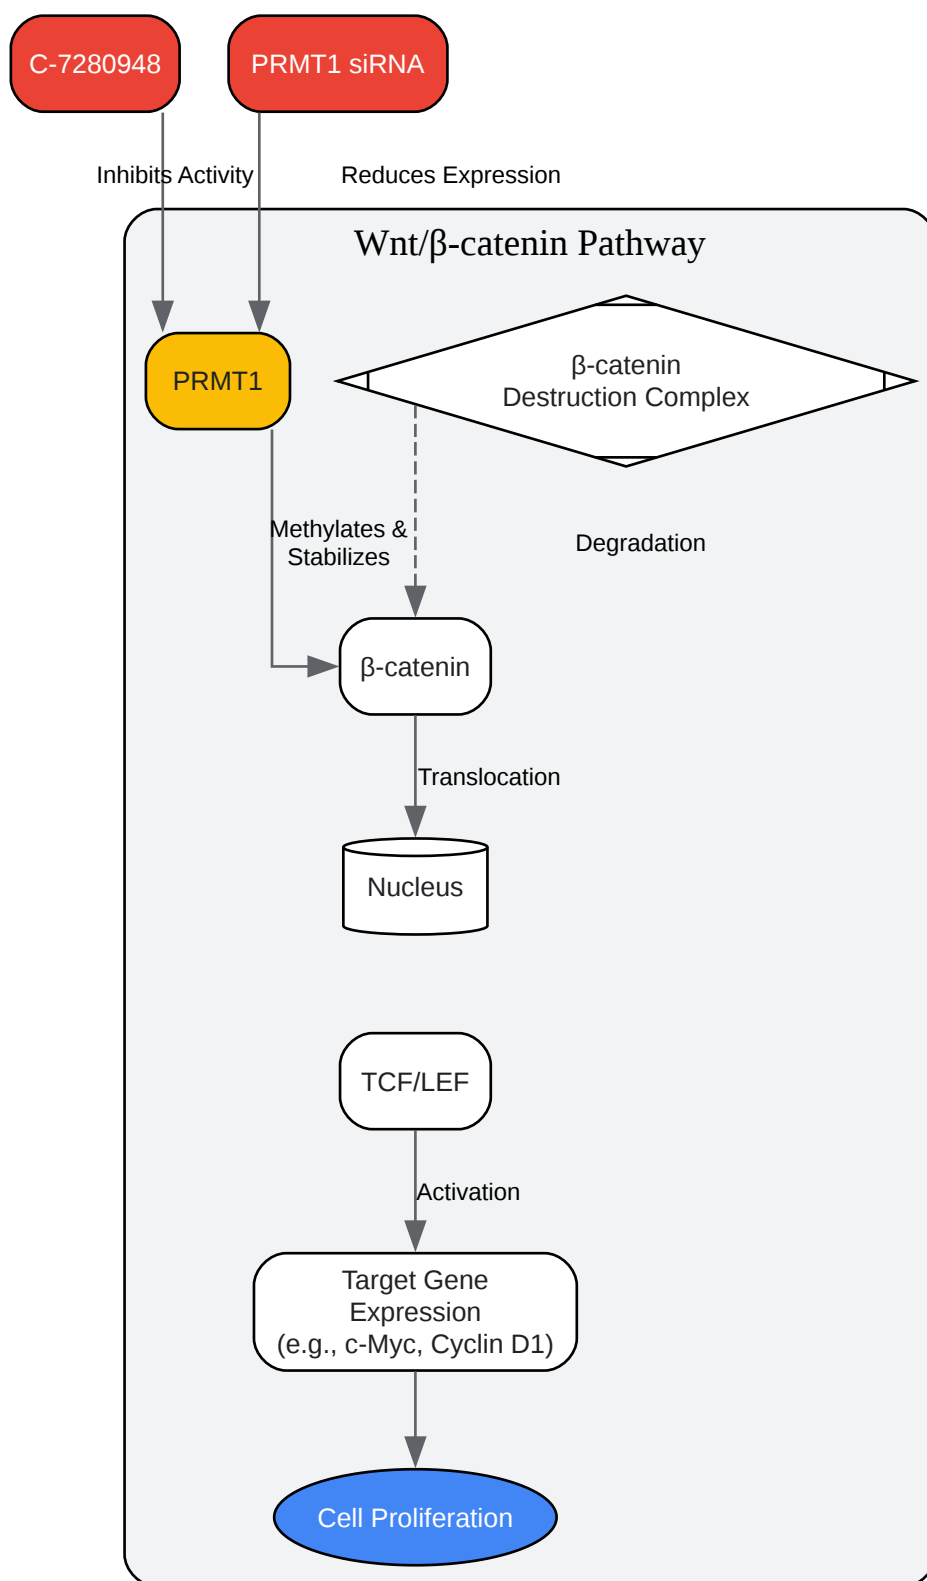 C-7280948
PRMT1 siRNA
Inhibits Activity
Reduces Expression
Wnt/β-catenin Pathway
PRMT1
β-catenin
Destruction Complex
Methylates &
Stabilizes
Degradation
β-catenin
Translocation
Nucleus
TCF/LEF
Activation
Target Gene
Expression
(e.g., c-Myc, Cyclin D1)
Cell Proliferation